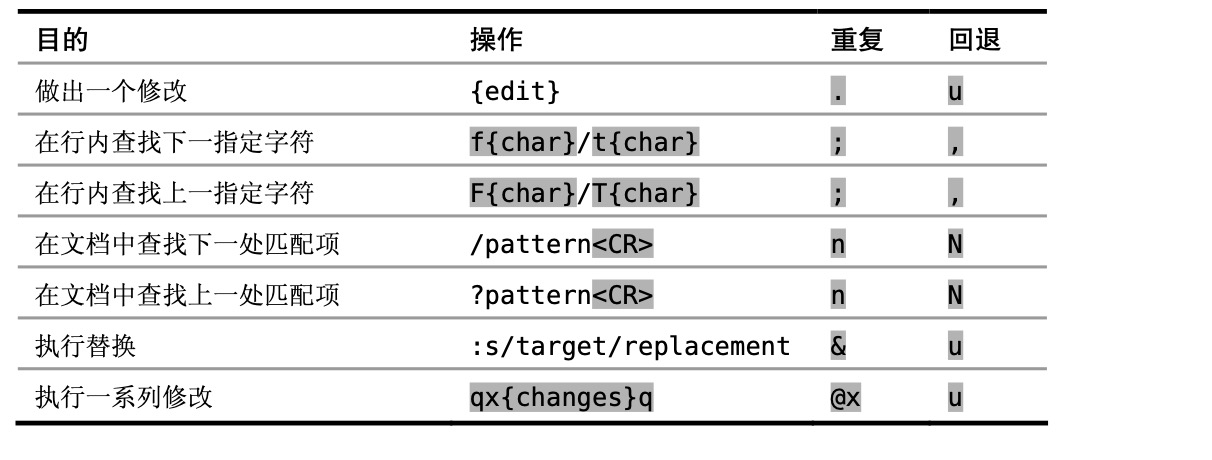 目的 操作 重复 回退
做出一个修改 {edit} . u
在行内查找下一指定字符 f{char}/t{char} ; ,
在行内查找上一指定字符 F{char}/T{char} ; ,
在文档中查找下一处匹配项 /pattern<CR> n N
在文档中查找上一处匹配项 ?pattern<CR> n N
执行替换 :s/target/replacement & u
执行一系列修改 qx{changes}q @x u